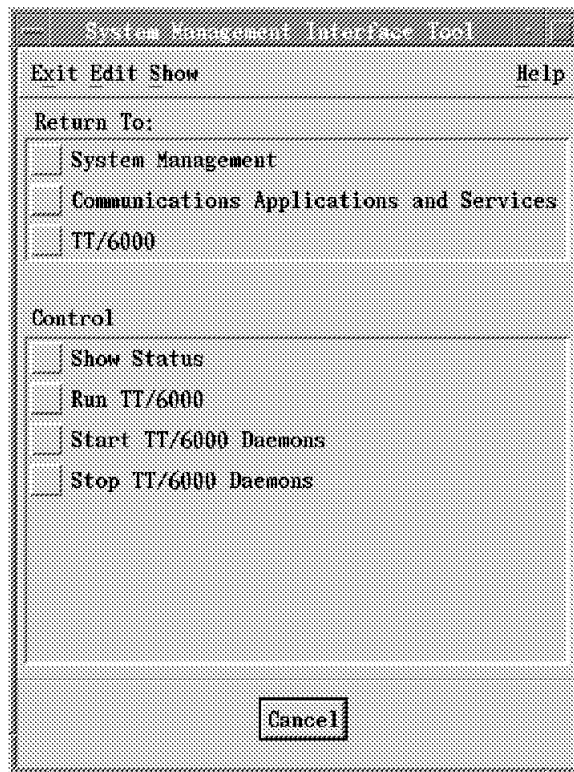 System Management Interface Tool
Exit Edit Show Help
Return To:
System Management
Communications Applications and Services
TT/6000
Control
Show Status
Run TT/6000
Start TT/6000 Daemons
Stop TT/6000 Daemons
Cancel